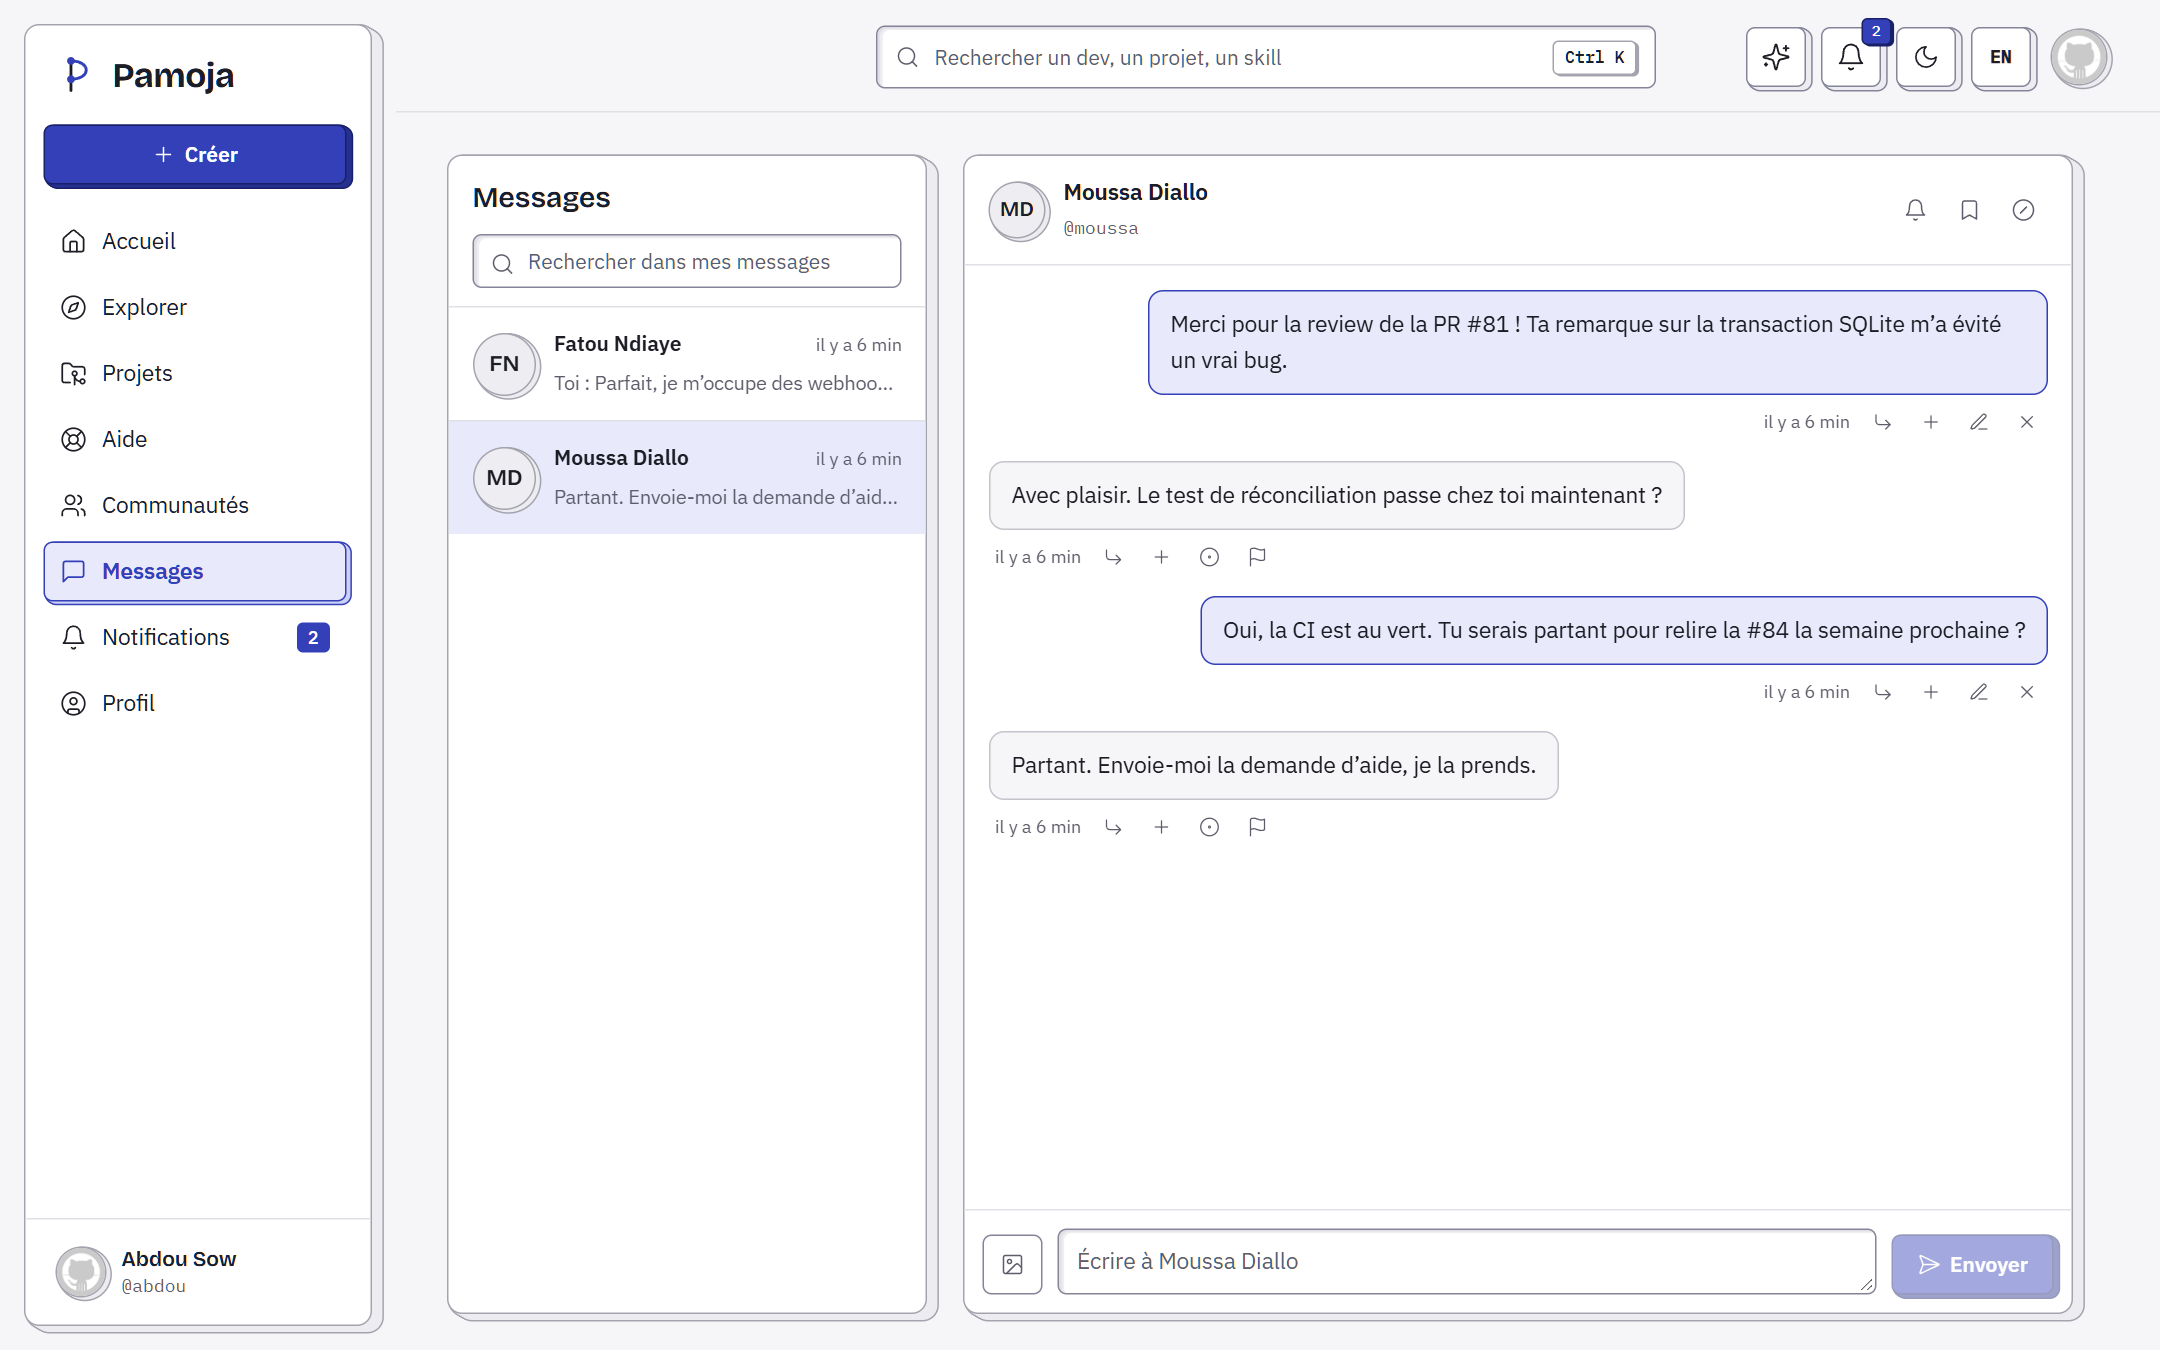 Pamoja
Créer
Accueil
Explorer
Projets
Aide
Communautés
Messages
Notifications 2
Profil
Abdou Sow
@abdou
Rechercher un dev, un projet, un skill Ctrl K
2
EN
Messages
Rechercher dans mes messages
FN
Fatou Ndiaye il y a 6 min
Toi : Parfait, je m’occupe des webhoo…
MD
Moussa Diallo il y a 6 min
Partant. Envoie-moi la demande d’aid…
MD
Moussa Diallo
@moussa
Merci pour la review de la PR #81 ! Ta remarque sur la transaction SQLite m’a évité
un vrai bug.
il y a 6 min
Avec plaisir. Le test de réconciliation passe chez toi maintenant ?
il y a 6 min
Oui, la CI est au vert. Tu serais partant pour relire la #84 la semaine prochaine ?
il y a 6 min
Partant. Envoie-moi la demande d’aide, je la prends.
il y a 6 min
Écrire à Moussa Diallo
Envoyer